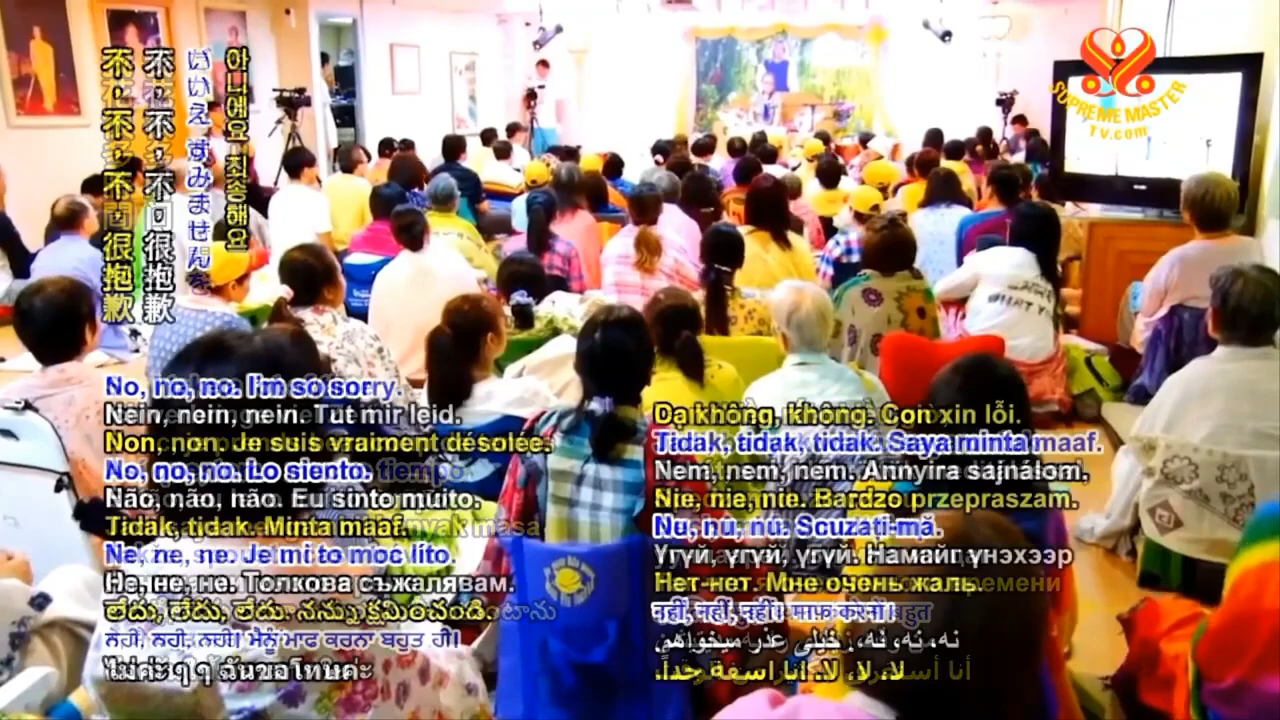 SUPREME MASTER
TV.com
아니에요 죄송해요
いいえ すみません
不，不，不，很抱歉
不，不，不，很抱歉
No, no, no. I'm so sorry.
Nein, nein, nein. Tut mir leid.
Non, non. Je suis vraiment désolée.
No, no, no. Lo siento.
Não, não, não. Eu sinto muito.
Tidak, tidak. Minta maaf.
Ne, ne, ne. Je mi to moc líto.
Не, не, не. Толкова съжалявам.
లేదు, లేదు, లేదు. నన్ను క్షమించండి.
ਨਹੀਂ, ਨਹੀਂ, ਨਹੀਂ! ਮੈਨੂੰ ਮਾਫ ਕਰਨਾ ਬਹੁਤ ਹੈ।
ไม่ค่ะ ๆ ๆ ฉันขอโทษค่ะ
Dạ không, không. Con xin lỗi.
Tidak, tidak, tidak. Saya minta maaf.
Nem, nem, nem. Annyira sajnálom.
Nie, nie, nie. Bardzo przepraszam.
Nu, nu, nu. Scuzați-mă.
Үгүй, үгүй, үгүй. Намайг үнэхээр
Нет-нет. Мне очень жаль.
नहीं, नहीं, नहीं। माफ़ करना।
نه، نه، نه، خیلی عذر میخواهم
لا، لا، لا. أنا آسفة جداً.